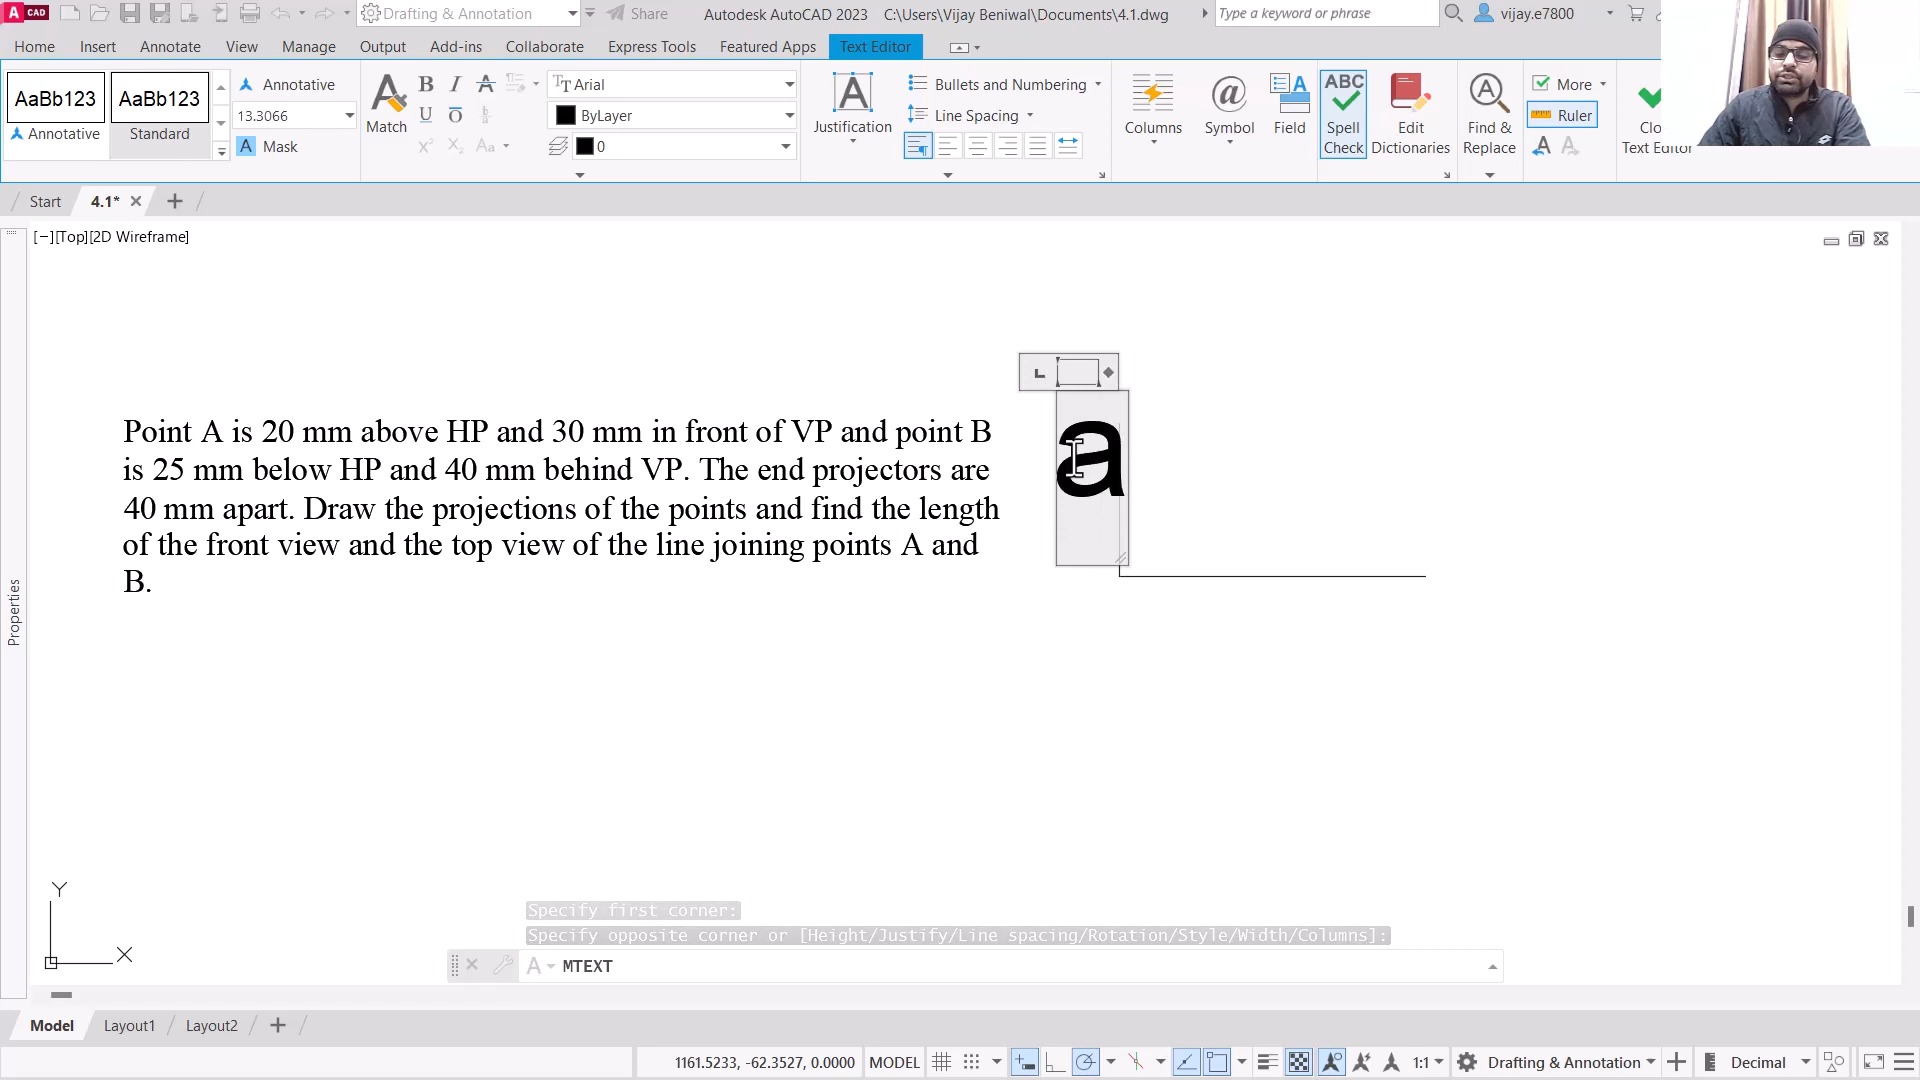 A CAD
Drafting & Annotation
Share
Autodesk AutoCAD 2023 C:\Users\Vijay Beniwal\Documents\4.1.dwg
Type a keyword or phrase
vijay.e7800
Home Insert Annotate View Manage Output Add-ins Collaborate Express Tools Featured Apps Text Editor
AaBb123
Annotative
AaBb123
Standard
Annotative
13.3066
A Mask
Match
Arial
ByLayer
0
Justification
Bullets and Numbering
Line Spacing
Columns
Symbol
Field
ABC
Spell
Check
Edit
Dictionaries
Find &
Replace
More
Ruler
Clo
Text Editor
Start 4.1*
[−][Top][2D Wireframe]
Properties
Point A is 20 mm above HP and 30 mm in front of VP and point B
is 25 mm below HP and 40 mm behind VP. The end projectors are
40 mm apart. Draw the projections of the points and find the length
of the front view and the top view of the line joining points A and
B.
a
Y
X
Specify first corner:
Specify opposite corner or [Height/Justify/Line spacing/Rotation/Style/Width/Columns]:
MTEXT
Model Layout1 Layout2
1161.5233, -62.3527, 0.0000 MODEL 1:1 Drafting & Annotation Decimal